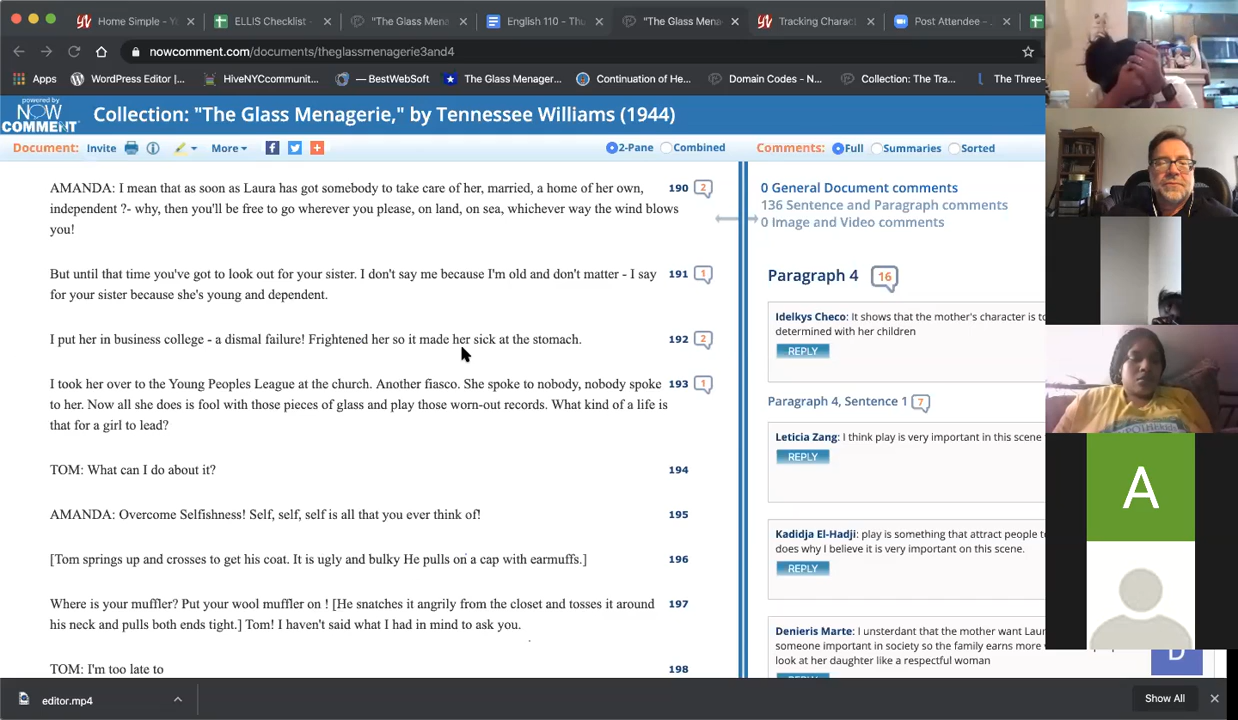 Home Simple - Y
ELLIS Checklist -
"The Glass Mena
English 110 - Thu
"The Glass Mena
Tracking Charac
Post Attendee -
nowcomment.com/documents/theglassmenagerie3and4
Apps
WordPress Editor |...
HiveNYCcommunit...
— BestWebSoft
The Glass Menager...
Continuation of He...
Domain Codes - N...
Collection: The Tra...
The Three-
powered by
NOW COMMENT
Collection: "The Glass Menagerie," by Tennessee Williams (1944)
Document: Invite More
2-Pane Combined
Comments: Full Summaries Sorted
AMANDA: I mean that as soon as Laura has got somebody to take care of her, married, a home of her own, 190 2
independent ?- why, then you'll be free to go wherever you please, on land, on sea, whichever way the wind blows
you!
But until that time you've got to look out for your sister. I don't say me because I'm old and don't matter - I say 191 1
for your sister because she's young and dependent.
I put her in business college - a dismal failure! Frightened her so it made her sick at the stomach. 192 2
I took her over to the Young Peoples League at the church. Another fiasco. She spoke to nobody, nobody spoke 193 1
to her. Now all she does is fool with those pieces of glass and play those worn-out records. What kind of a life is
that for a girl to lead?
TOM: What can I do about it? 194
AMANDA: Overcome Selfishness! Self, self, self is all that you ever think of! 195
[Tom springs up and crosses to get his coat. It is ugly and bulky He pulls on a cap with earmuffs.] 196
Where is your muffler? Put your wool muffler on ! [He snatches it angrily from the closet and tosses it around 197
his neck and pulls both ends tight.] Tom! I haven't said what I had in mind to ask you.
TOM: I'm too late to 198
0 General Document comments
136 Sentence and Paragraph comments
0 Image and Video comments
Paragraph 4 16
Idelkys Checo: It shows that the mother's character is to
determined with her children
REPLY
Paragraph 4, Sentence 1 7
Leticia Zang: I think play is very important in this scene
REPLY
Kadidja El-Hadji: play is something that attract people to
does why I believe it is very important on this scene.
REPLY
Denieris Marte: I unsterdant that the mother want Laur
someone important in society so the family earns more
look at her daughter like a respectful woman
A
D
editor.mp4
Show All